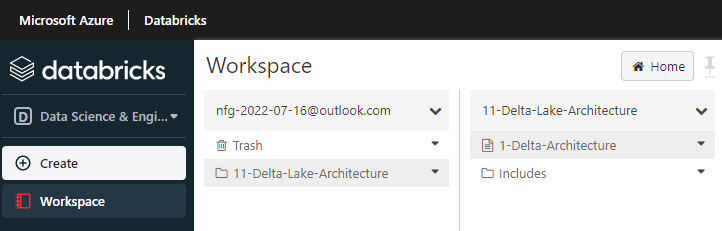 Microsoft Azure Databricks
databricks
Data Science & Engi...
Create
Workspace
Workspace
Home
nfg-2022-07-16@outlook.com
Trash
11-Delta-Lake-Architecture
11-Delta-Lake-Architecture
1-Delta-Architecture
Includes